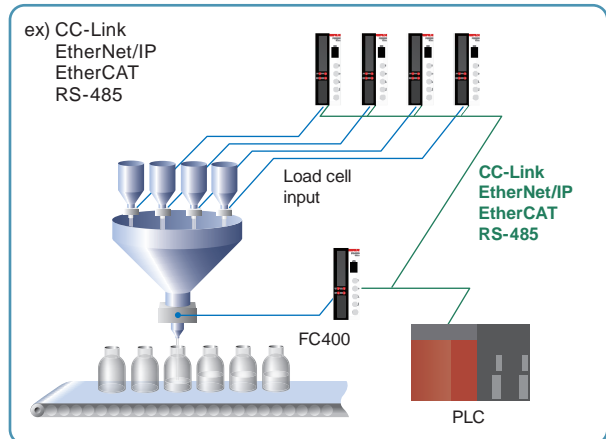 ex) CC-Link
EtherNet/IP
EtherCAT
RS-485
Load cell
input
CC-Link
EtherNet/IP
EtherCAT
RS-485
FC400
PLC